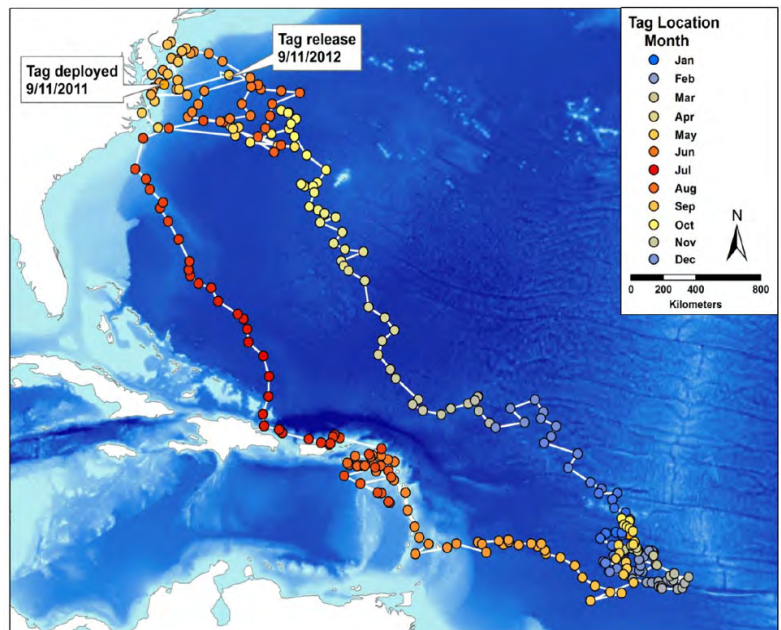 Tag deployed
9/11/2011
Tag release
9/11/2012
Tag Location
Month
Jan
Feb
Mar
Apr
May
Jun
Jul
Aug
Sep
Oct
Nov
Dec
N
0 200 400 800
Kilometers